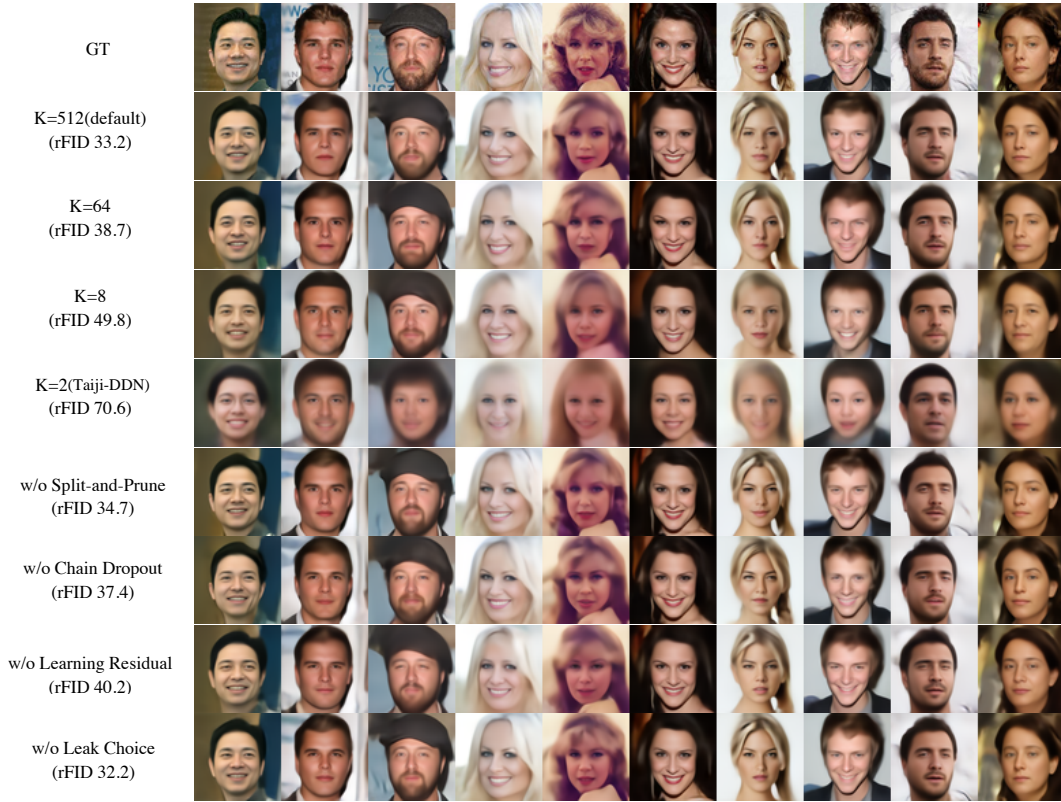 GT
K=512(default)
(rFID 33.2)
K=64
(rFID 38.7)
K=8
(rFID 49.8)
K=2(Taiji-DDN)
(rFID 70.6)
w/o Split-and-Prune
(rFID 34.7)
w/o Chain Dropout
(rFID 37.4)
w/o Learning Residual
(rFID 40.2)
w/o Leak Choice
(rFID 32.2)